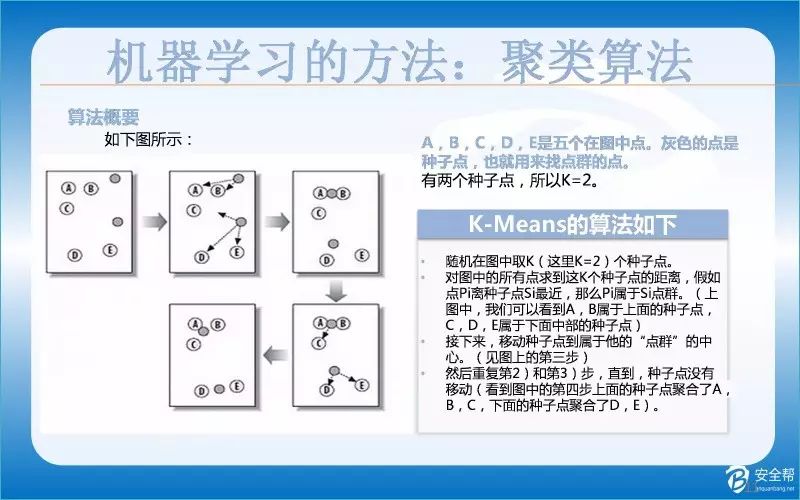 机器学习的方法：聚类算法
算法概要
如下图所示：
A，B，C，D，E是五个在图中点。灰色的点是
种子点，也就用来找点群的点。
有两个种子点，所以K=2。
A B
C
D E
A B
C
D E
A B
C
D E
K-Means的算法如下
• 随机在图中取K（这里K=2）个种子点。
• 对图中的所有点求到这K个种子点的距离，假如
点Pi离种子点Si最近，那么Pi属于Si点群。（上
图中，我们可以看到A，B属于上面的种子点，
C，D，E属于下面中部的种子点）
• 接下来，移动种子点到属于他的“点群”的中
心。（见图上的第三步）
• 然后重复第2）和第3）步，直到，种子点没有
移动（看到图中的第四步上面的种子点聚合了A，
B，C，下面的种子点聚合了D，E）。
A B
C
D E
A B
C
D E
安全帮
anquanbang.net